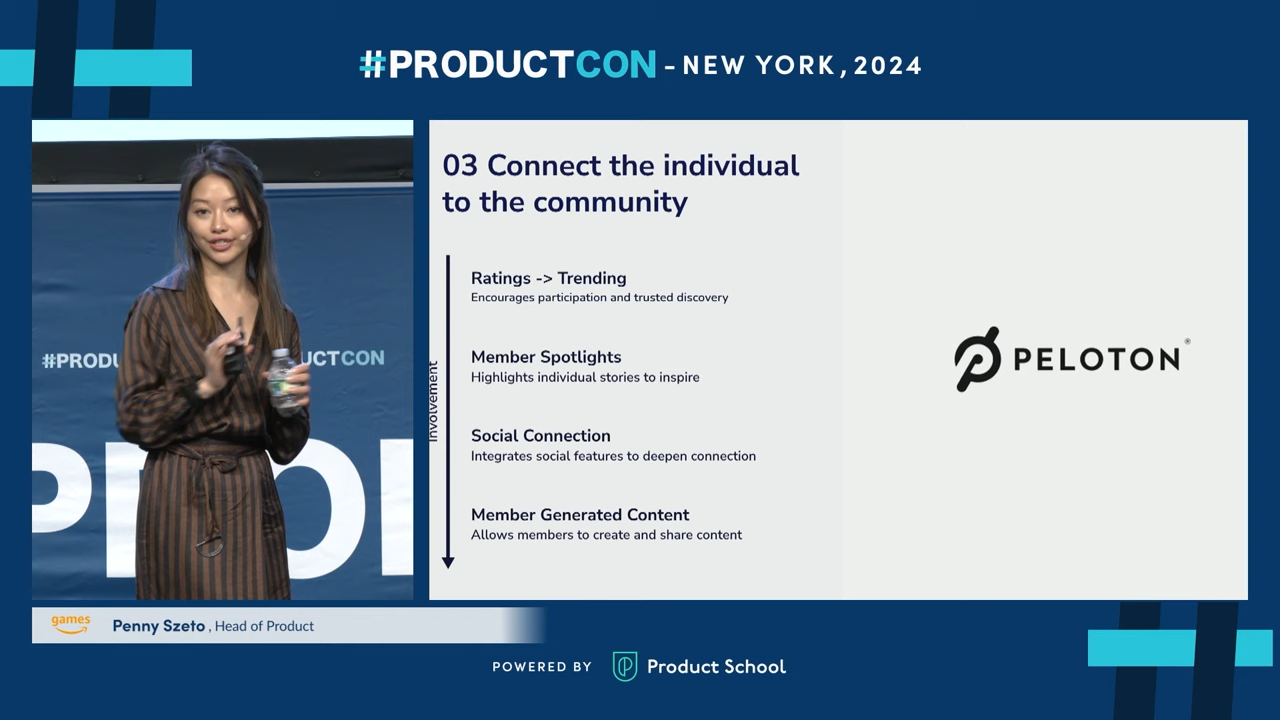 #PRODUCTCON - NEW YORK, 2024
#PRODU
UCTCON
03 Connect the individual
to the community
Involvement
Ratings -> Trending
Encourages participation and trusted discovery
Member Spotlights
Highlights individual stories to inspire
Social Connection
Integrates social features to deepen connection
Member Generated Content
Allows members to create and share content
PELOTON®
games
Penny Szeto, Head of Product
POWERED BY Product School